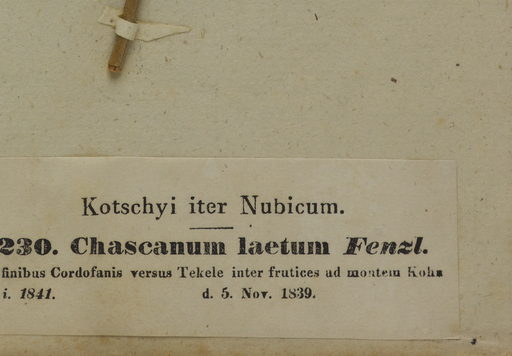 Kotschyi iter Nubicum.
230. Chascanum laetum Fenzl.
finibus Cordofanis versus Tekele inter frutices ad montem Kohn
i. 1841. d. 5. Nov. 1839.